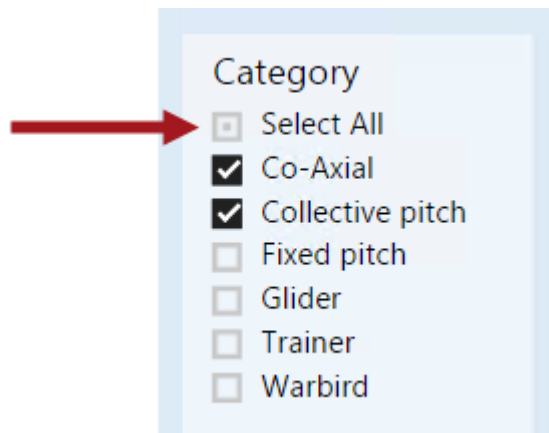 Category
Select All
Co-Axial
Collective pitch
Fixed pitch
Glider
Trainer
Warbird